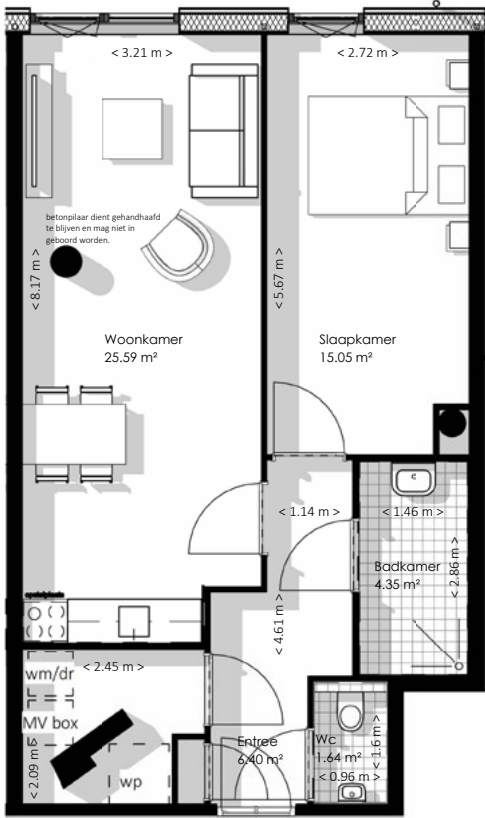 < 3.21 m >
< 2.72 m >
betonpilaar dient gehandhaafd
te blijven en mag niet in
geboord worden.
< 8.17 m >
< 5.67 m >
Woonkamer
25.59 m²
Slaapkamer
15.05 m²
< 1.14 m >
< 1.46 m >
Badkamer
4.35 m²
< 2.86 m >
opstelplaats
< 4.61 m >
< 2.45 m >
wm/dr
MV box
< 2.09 m >
wp
Entree
6.40 m²
Wc
1.64 m²
< 0.96 m >
< 1.6 m >